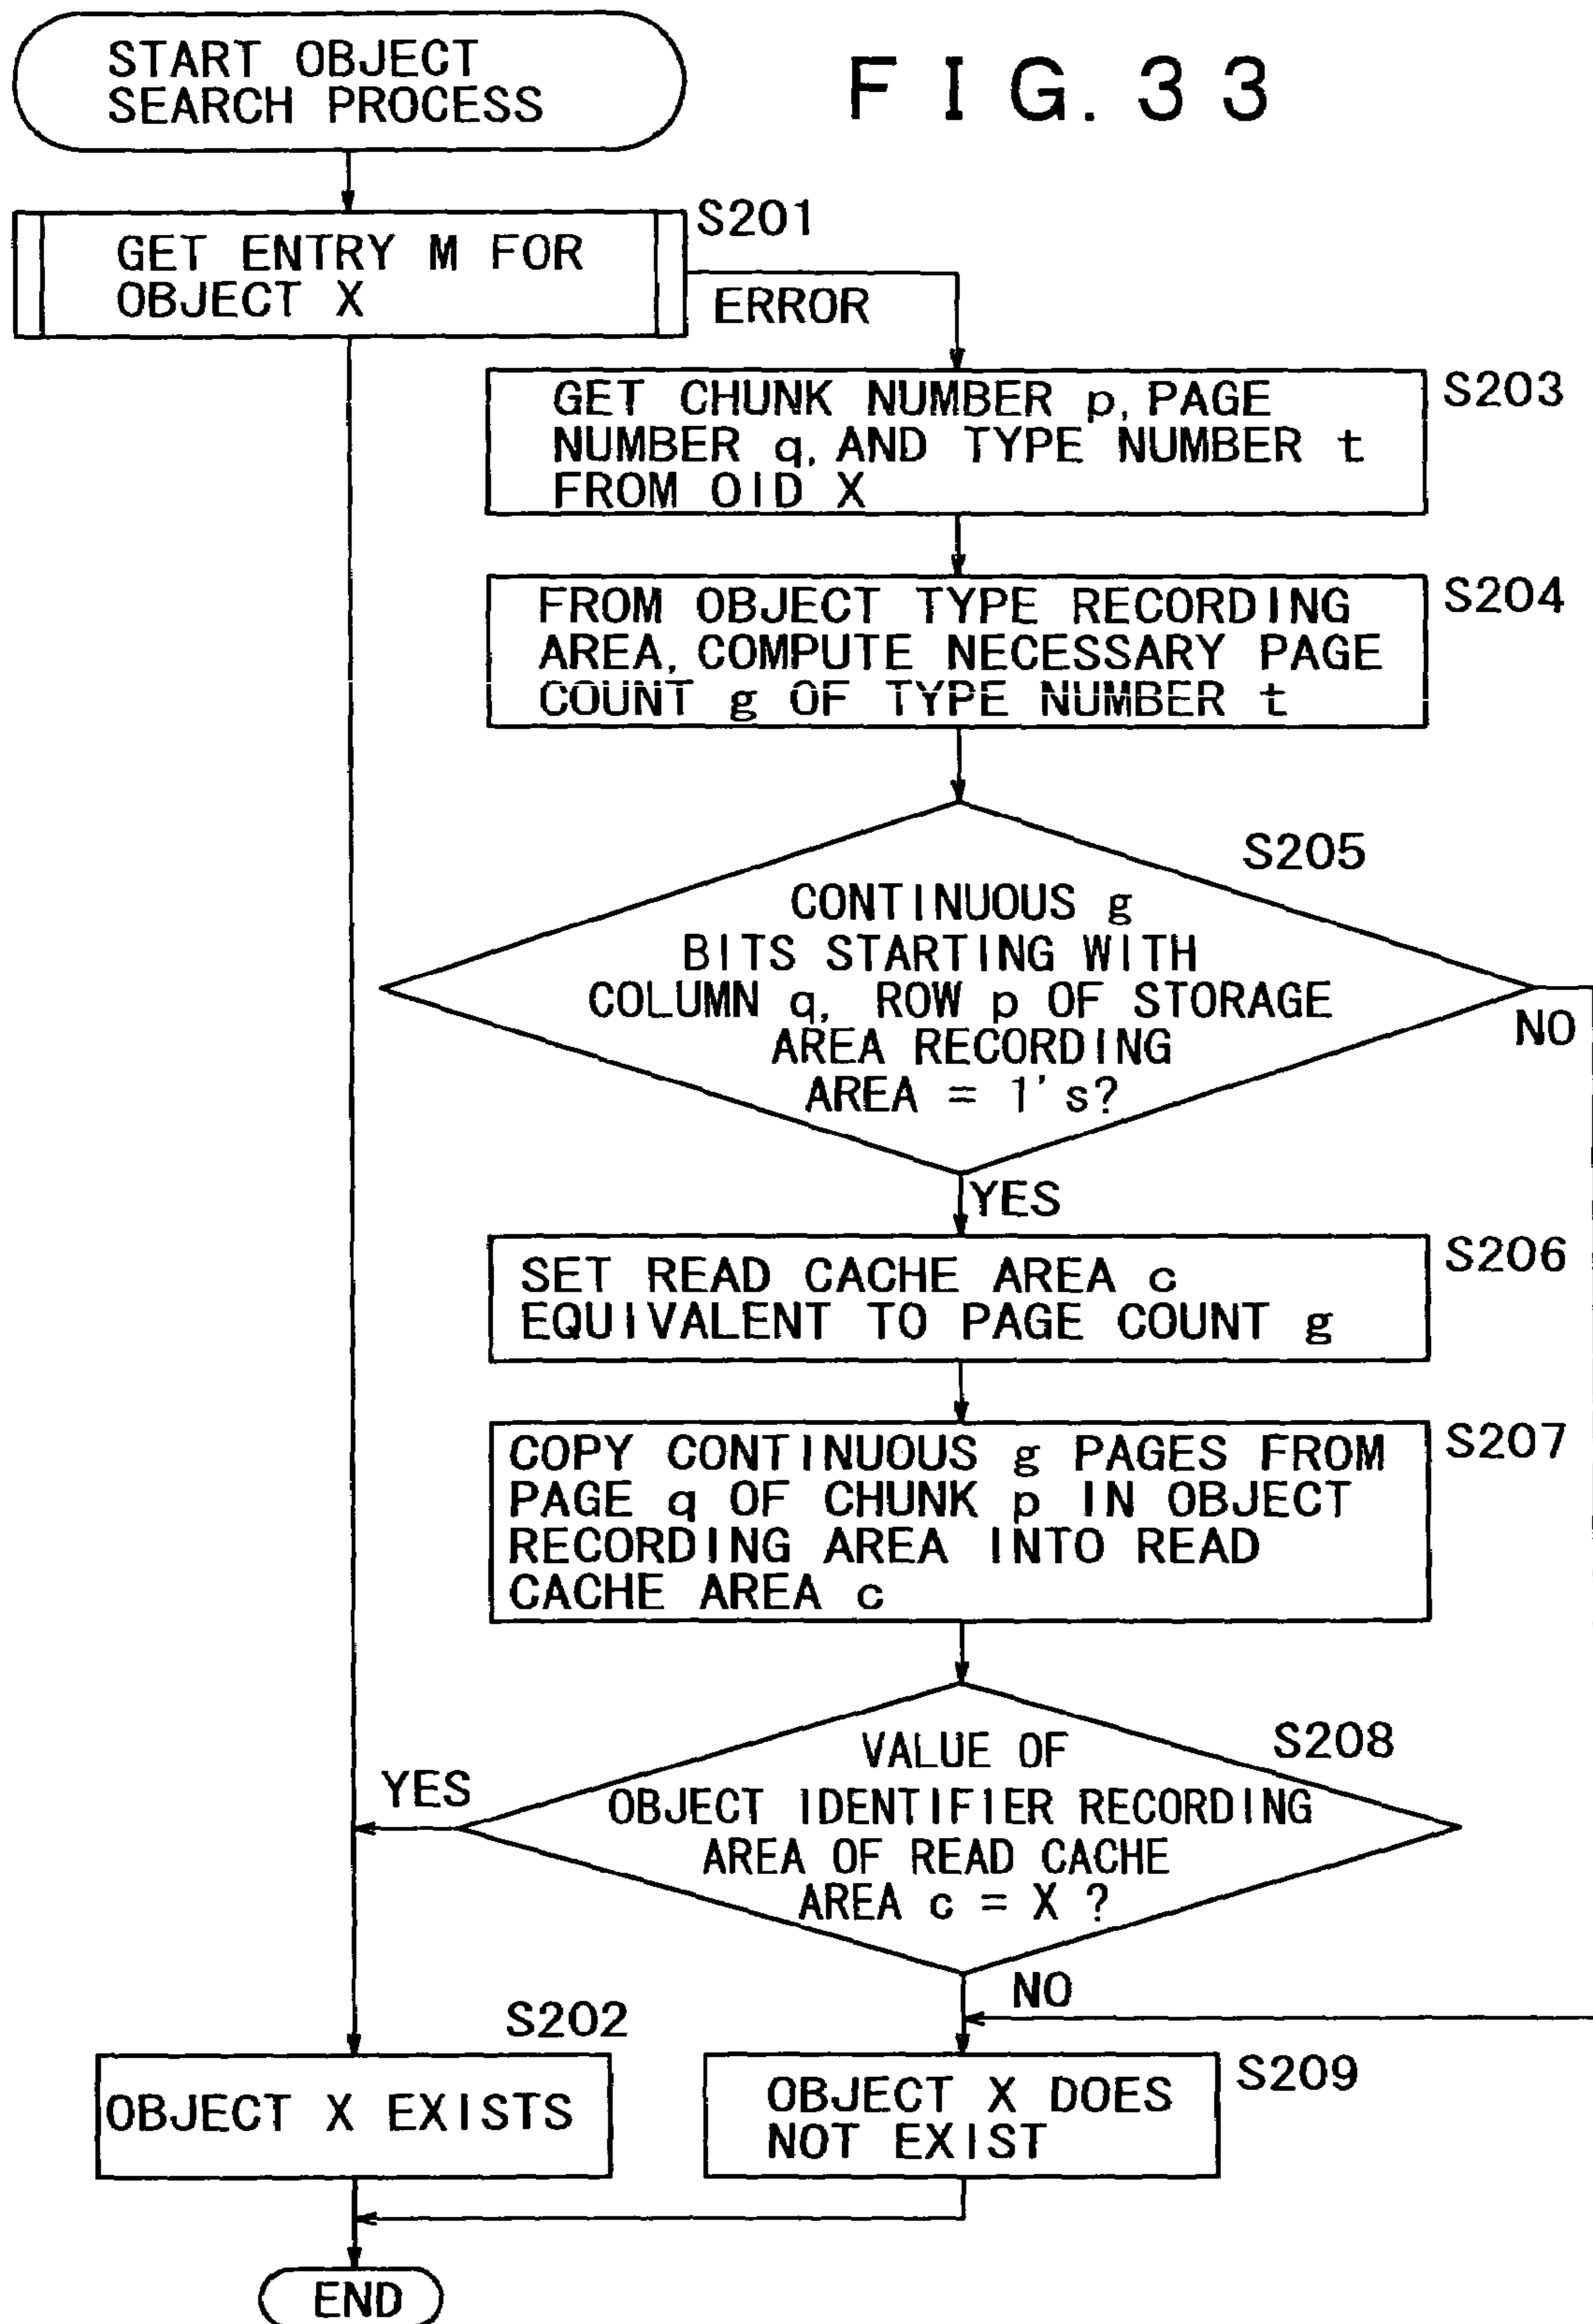 START OBJECT
SEARCH PROCESS
FIG. 33
S201
GET ENTRY M FOR
OBJECT X
ERROR
S203
GET CHUNK NUMBER p, PAGE
NUMBER q, AND TYPE NUMBER t
FROM OID X
S204
FROM OBJECT TYPE RECORDING
AREA, COMPUTE NECESSARY PAGE
COUNT g OF TYPE NUMBER t
S205
CONTINUOUS g
BITS STARTING WITH
COLUMN q, ROW p OF STORAGE
AREA RECORDING
AREA = 1's?
NO
YES
S206
SET READ CACHE AREA c
EQUIVALENT TO PAGE COUNT g
S207
COPY CONTINUOUS g PAGES FROM
PAGE q OF CHUNK p IN OBJECT
RECORDING AREA INTO READ
CACHE AREA c
S208
VALUE OF
OBJECT IDENTIFIER RECORDING
AREA OF READ CACHE
AREA c = X ?
YES
NO
S202
OBJECT X EXISTS
S209
OBJECT X DOES
NOT EXIST
END